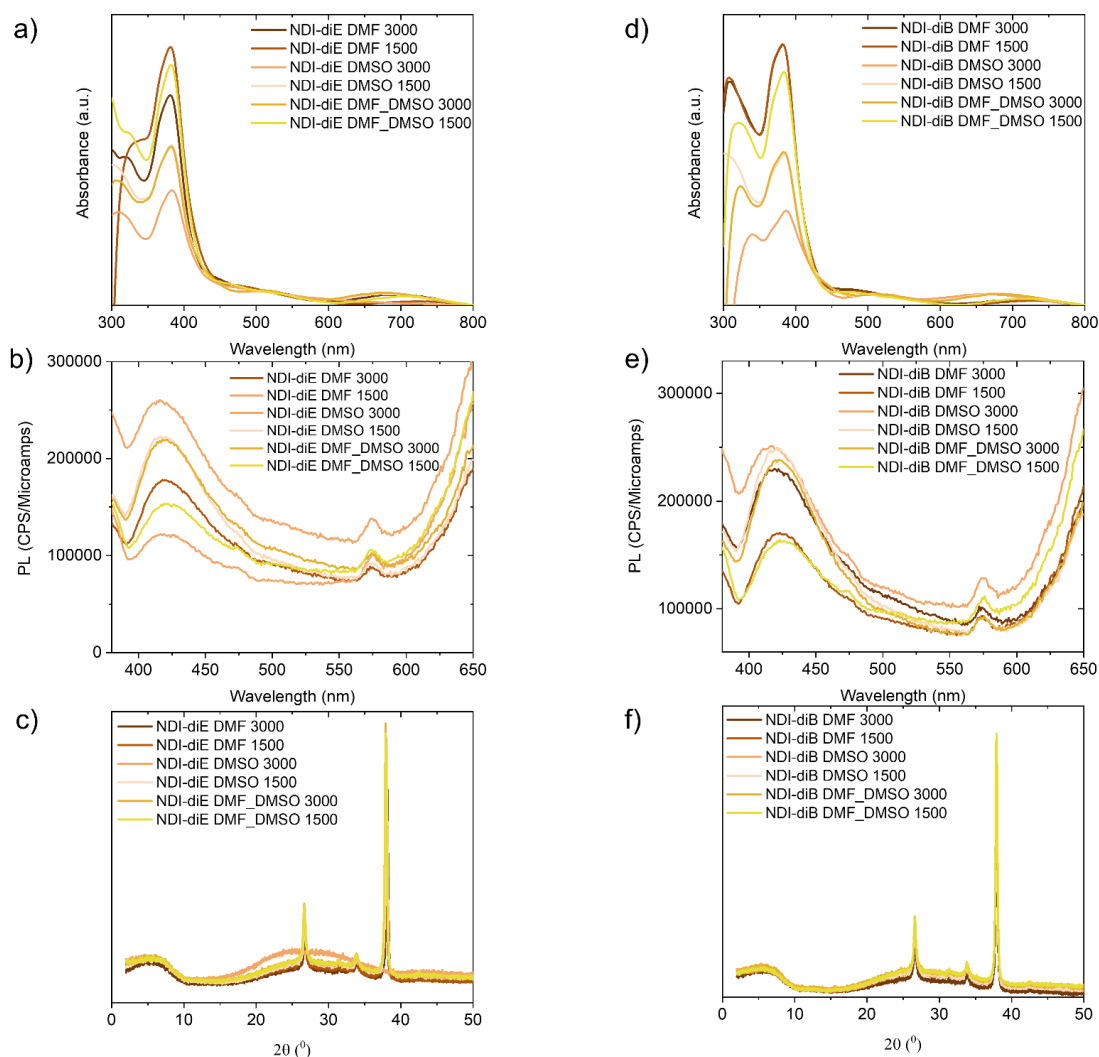 a)
NDI-diE DMF 3000
NDI-diE DMF 1500
NDI-diE DMSO 3000
NDI-diE DMSO 1500
NDI-diE DMF_DMSO 3000
NDI-diE DMF_DMSO 1500
Absorbance (a.u.)
300 400 500 600 700 800
Wavelength (nm)
b)
NDI-diE DMF 3000
NDI-diE DMF 1500
NDI-diE DMSO 3000
NDI-diE DMSO 1500
NDI-diE DMF_DMSO 3000
NDI-diE DMF_DMSO 1500
PL (CPS/Microamps)
300000
200000
100000
0
400 450 500 550 600 650
Wavelength (nm)
c)
NDI-diE DMF 3000
NDI-diE DMF 1500
NDI-diE DMSO 3000
NDI-diE DMSO 1500
NDI-diE DMF_DMSO 3000
NDI-diE DMF_DMSO 1500
0 10 20 30 40 50
2θ (⁰)
d)
NDI-diB DMF 3000
NDI-diB DMF 1500
NDI-diB DMSO 3000
NDI-diB DMSO 1500
NDI-diB DMF_DMSO 3000
NDI-diB DMF_DMSO 1500
Absorbance (a.u.)
300 400 500 600 700 800
Wavelength (nm)
e)
NDI-diB DMF 3000
NDI-diB DMF 1500
NDI-diB DMSO 3000
NDI-diB DMSO 1500
NDI-diB DMF_DMSO 3000
NDI-diB DMF_DMSO 1500
PL (CPS/Microamps)
300000
200000
100000
400 450 500 550 600 650
Wavelength (nm)
f)
NDI-diB DMF 3000
NDI-diB DMF 1500
NDI-diB DMSO 3000
NDI-diB DMSO 1500
NDI-diB DMF_DMSO 3000
NDI-diB DMF_DMSO 1500
0 10 20 30 40 50
2θ (⁰)